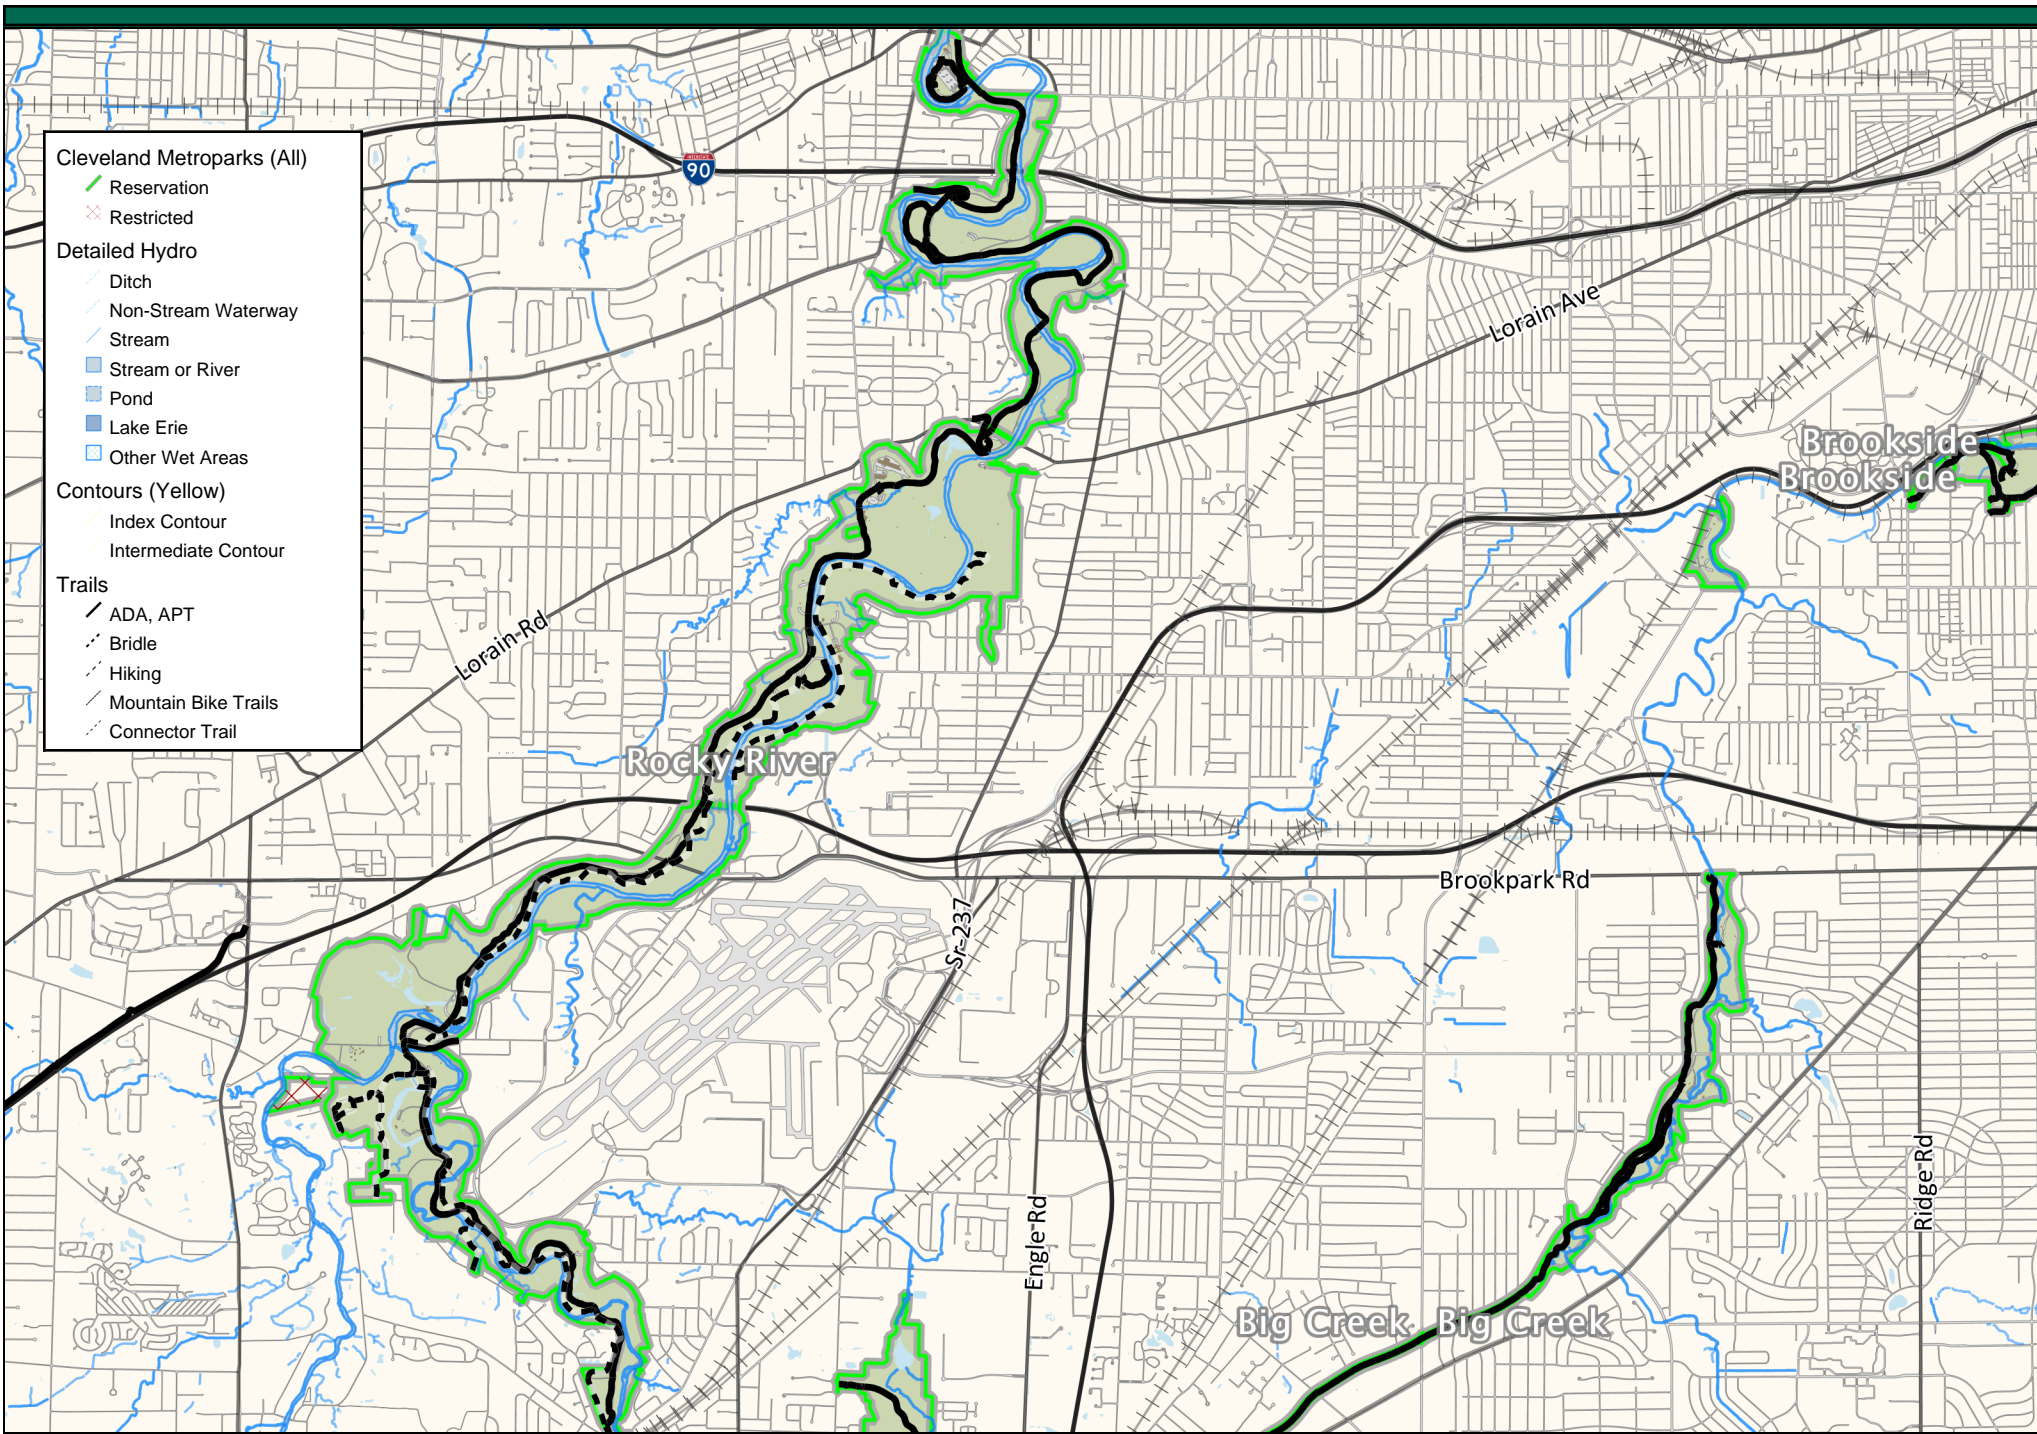 Cleveland Metroparks (All)
Reservation
Restricted
Detailed Hydro
Ditch
Non-Stream Waterway
Stream
Stream or River
Pond
Lake Erie
Other Wet Areas
Contours (Yellow)
Index Contour
Intermediate Contour
Trails
ADA, APT
Bridle
Hiking
Mountain Bike Trails
Connector Trail
INTERSTATE
90
Lorain Ave
Brookside
Brookside
Lorain Rd
Rocky River
Brookpark Rd
Sr-237
Ridge Rd
Engle Rd
Big Creek
Big Creek